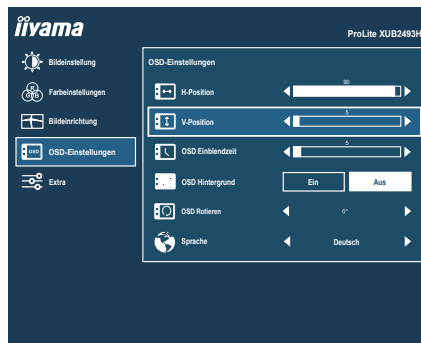 iiyama
ProLite XUB2493H
Bildeinstellung
Farbeinstellungen
Bildeinrichtung
OSD OSD-Einstellungen
Extra
OSD-Einstellungen
90
H-Position
5
V-Position
5
OSD Einblendzeit
OSD Hintergrund Ein Aus
OSD Rotieren 0°
Sprache Deutsch